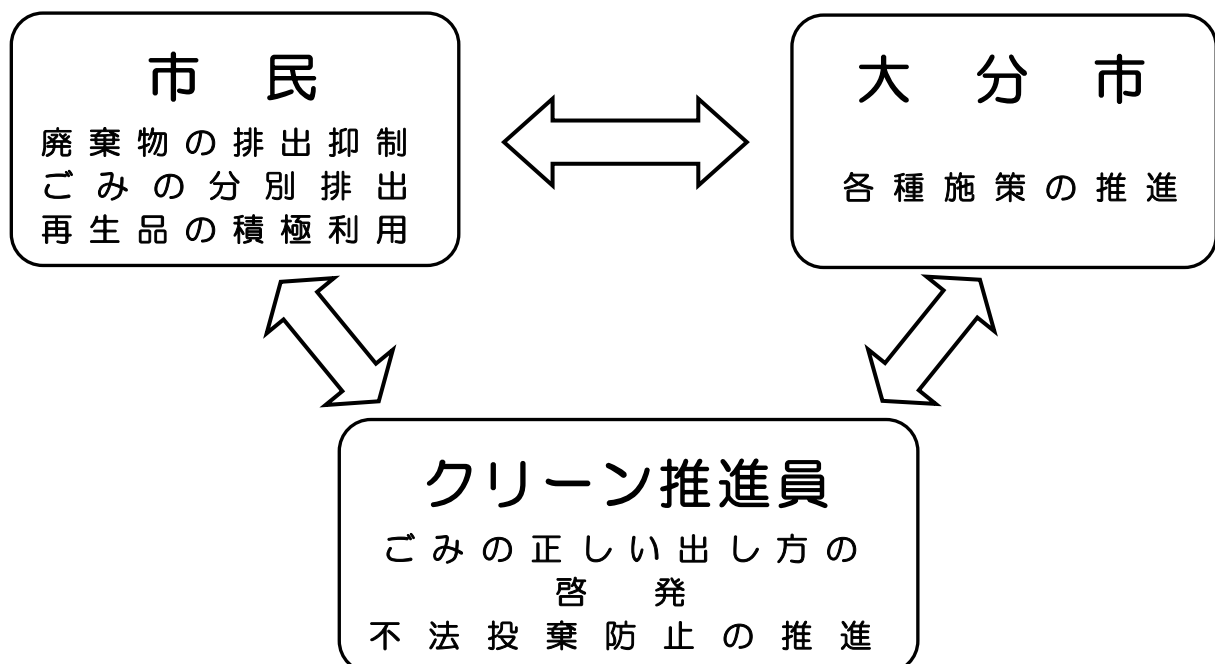 市民
廃棄物の排出抑制
ごみの分別排出
再生品の積極利用
大分市
各種施策の推進
クリーン推進員
ごみの正しい出し方の
啓発
不法投棄防止の推進